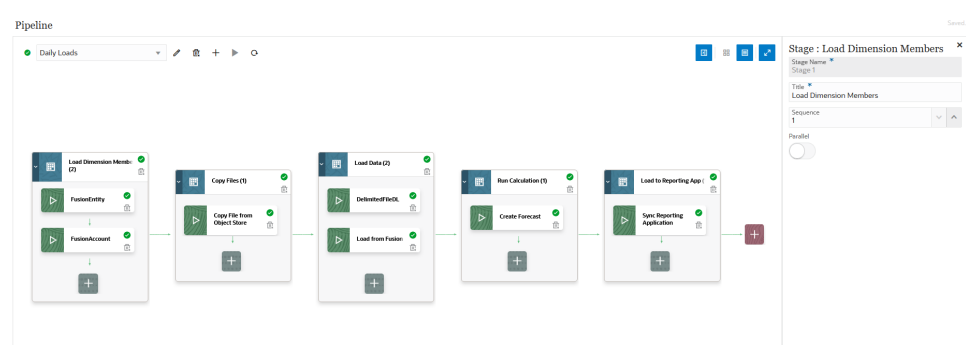 Pipeline
Saved.
Daily Loads
Stage : Load Dimension Members
Stage Name *
Stage 1
Title *
Load Dimension Members
Sequence
1
Parallel
Load Dimension Memb
(2)
FusionEntity
FusionAccount
Copy Files (1)
Copy File from
Object Store
Load Data (2)
DelimitedFileDL
Load from Fusion
Run Calculation (1)
Create Forecast
Load to Reporting App (
Sync Reporting
Application